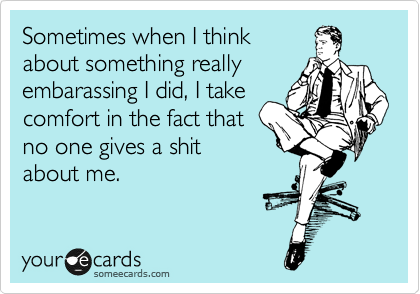 Sometimes when I think
about something really
embarassing I did, I take
comfort in the fact that
no one gives a shit
about me.
your e cards
someecards.com